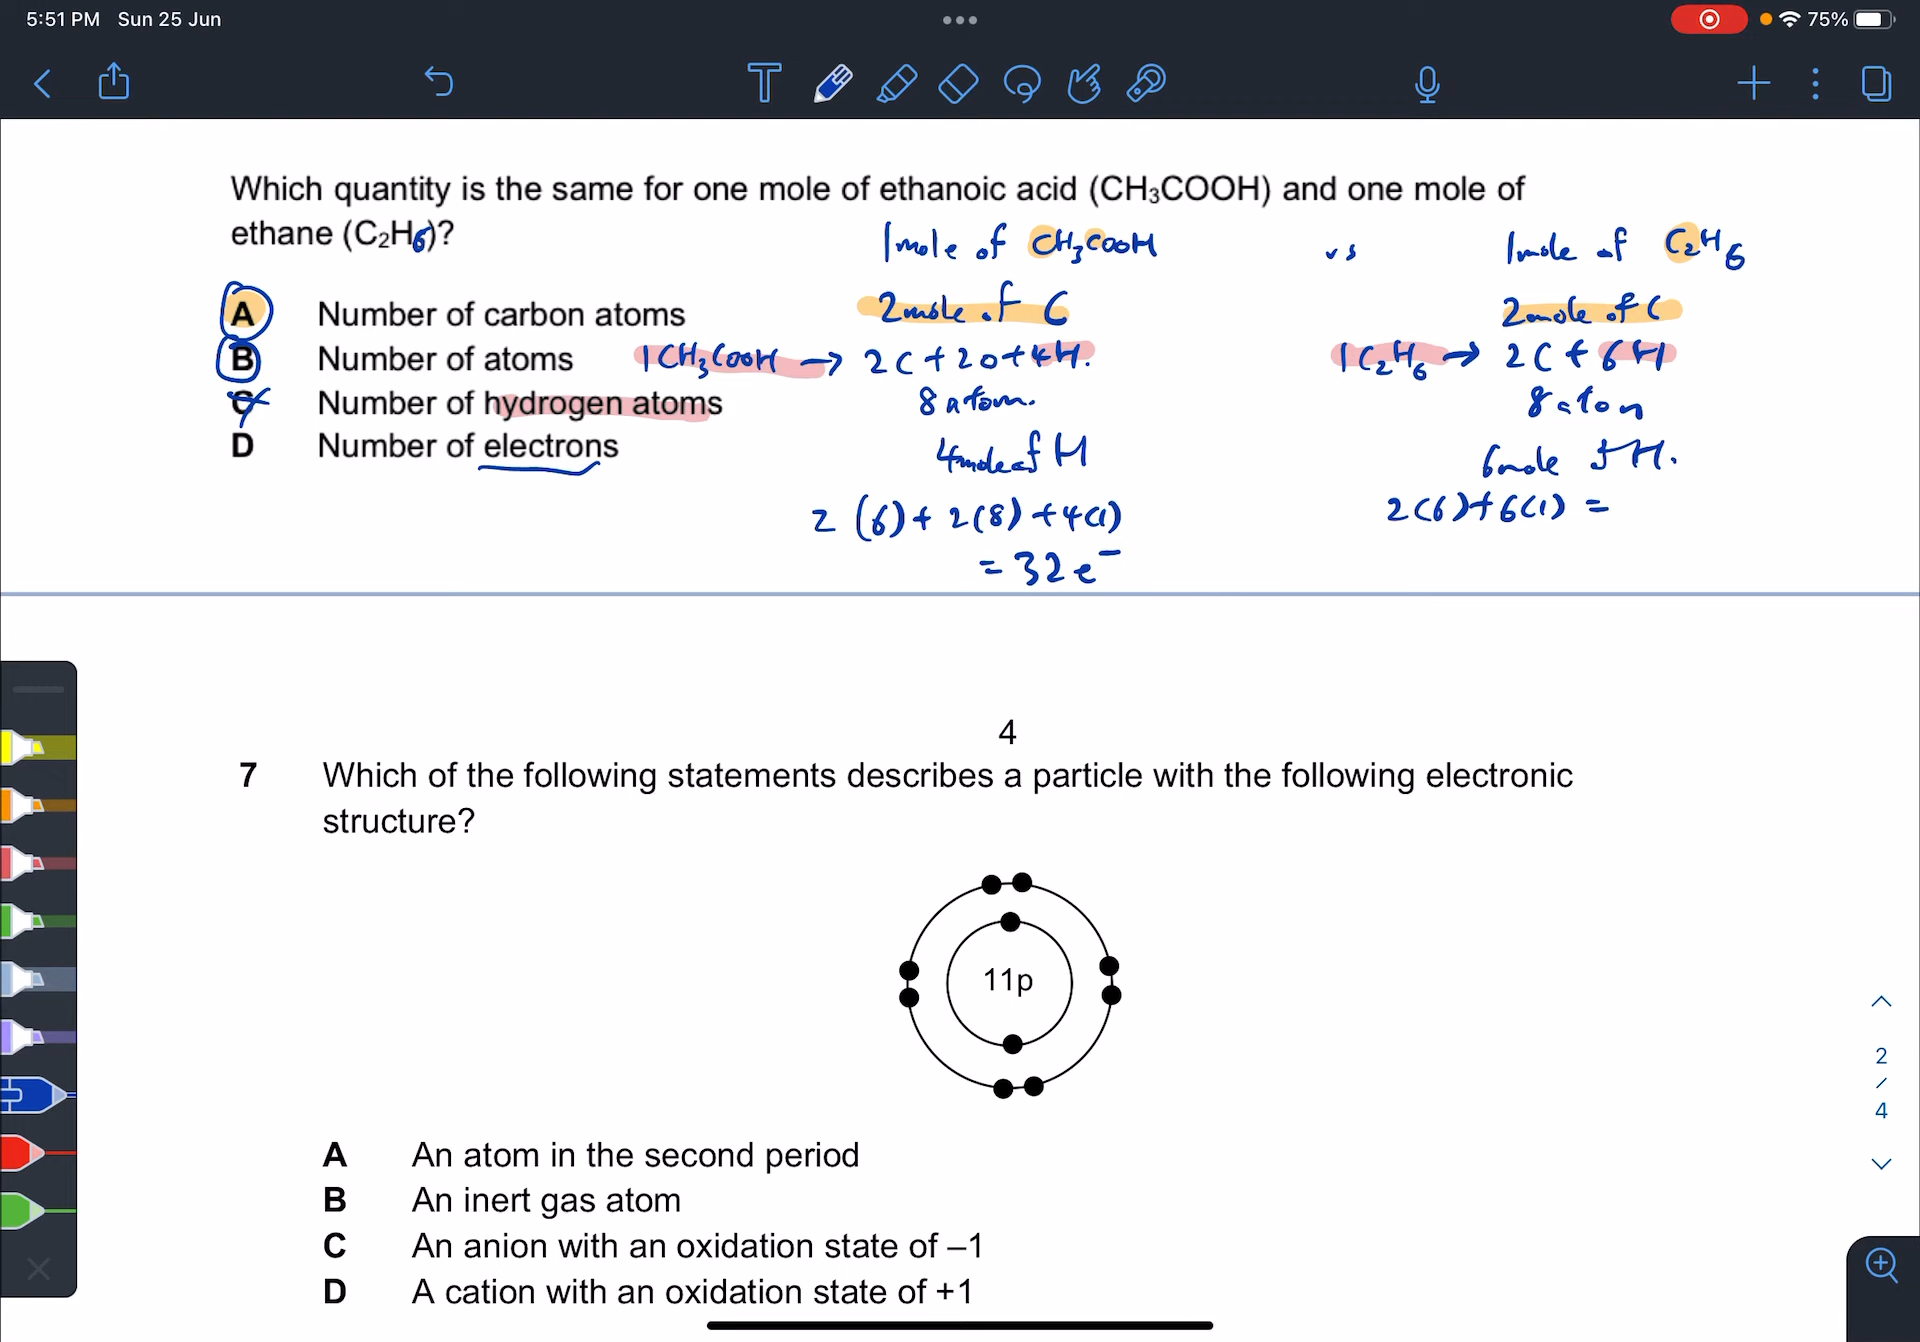 5:51 PM Sun 25 Jun
75%
Which quantity is the same for one mole of ethanoic acid (CH₃COOH) and one mole of
ethane (C₂H6)?
1 mole of CH₃COOH vs 1 mole of C₂H₆
A Number of carbon atoms 2 mole of C 2 mole of C
B Number of atoms 1 CH₃COOH → 2C + 2O + 4H. 1 C₂H₆ → 2C + 6H
C Number of hydrogen atoms 8 atom. 8 atom
D Number of electrons 4 mole of H 6 mole of H.
2 (6) + 2(8) + 4(1) 2(6) + 6(1) =
= 32e⁻
4
7 Which of the following statements describes a particle with the following electronic
structure?
11p
2
/
4
A An atom in the second period
B An inert gas atom
C An anion with an oxidation state of –1
D A cation with an oxidation state of +1